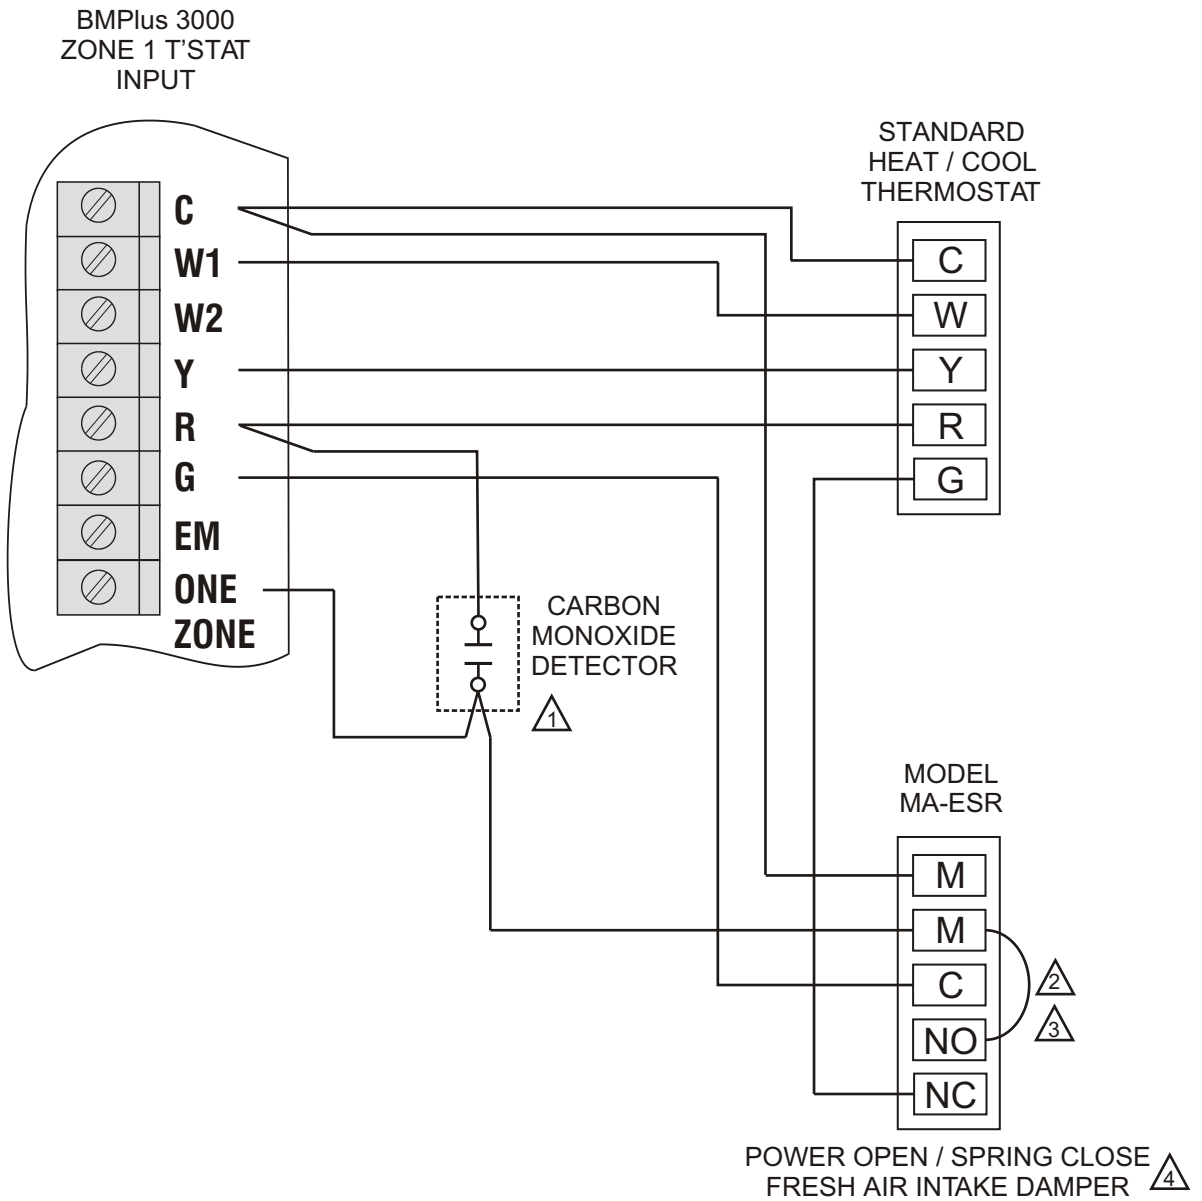 BMPlus 3000
ZONE 1 T'STAT
INPUT
C
W1
W2
Y
R
G
EM
ONE
ZONE
STANDARD
HEAT / COOL
THERMOSTAT
C
W
Y
R
G
CARBON
MONOXIDE
DETECTOR
1
MODEL
MA-ESR
M
M
C
NO
NC
2
3
POWER OPEN / SPRING CLOSE
FRESH AIR INTAKE DAMPER
4